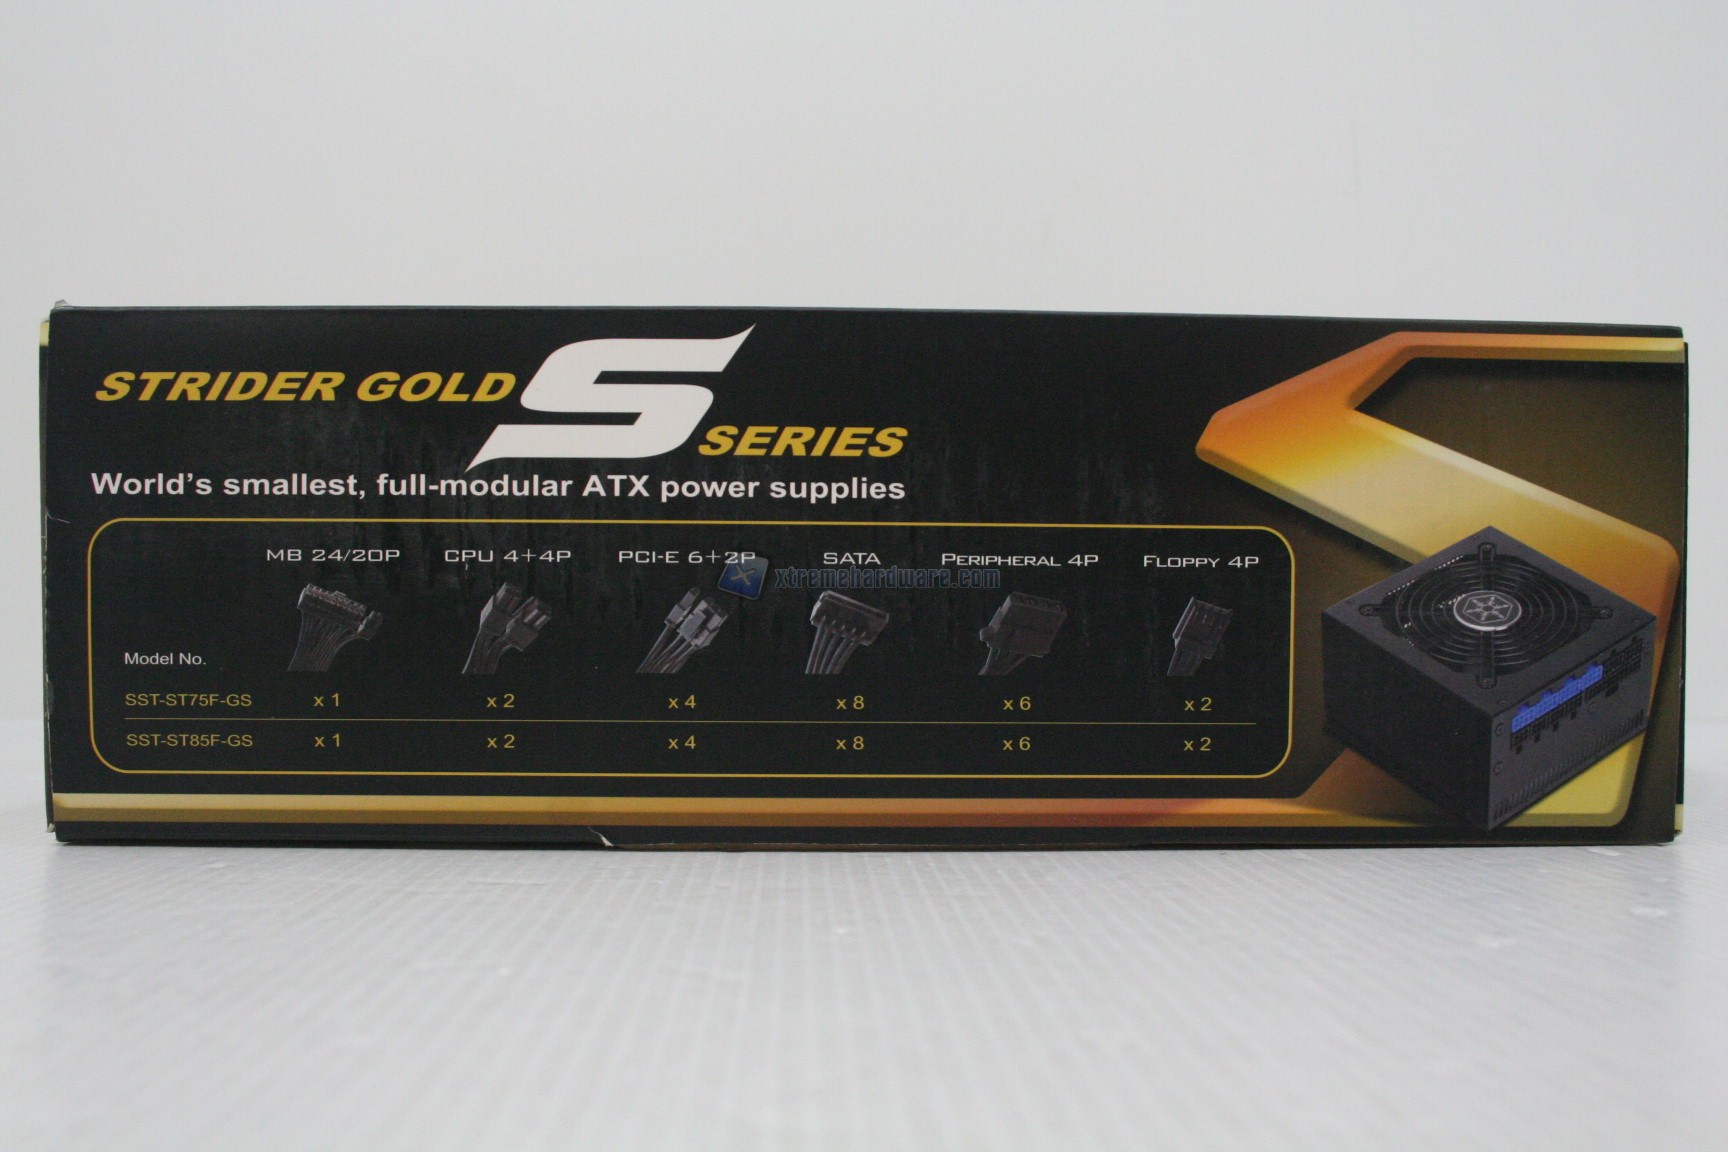 STRIDER GOLD S SERIES
World's smallest, full-modular ATX power supplies
MB 24/20P CPU 4+4P PCI-E 6+2P SATA PERIPHERAL 4P FLOPPY 4P
xtremehardware.com
Model No.
SST-ST75F-GS x 1 x 2 x 4 x 8 x 6 x 2
SST-ST85F-GS x 1 x 2 x 4 x 8 x 6 x 2